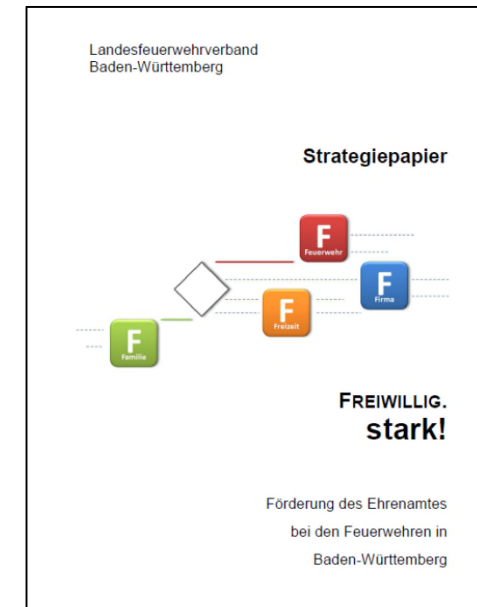 Landesfeuerwehrverband
Baden-Württemberg
Strategiepapier
F
Feuerwehr
F
Firma
F
Freizeit
F
Familie
FREIWILLIG.
stark!
Förderung des Ehrenamtes
bei den Feuerwehren in
Baden-Württemberg